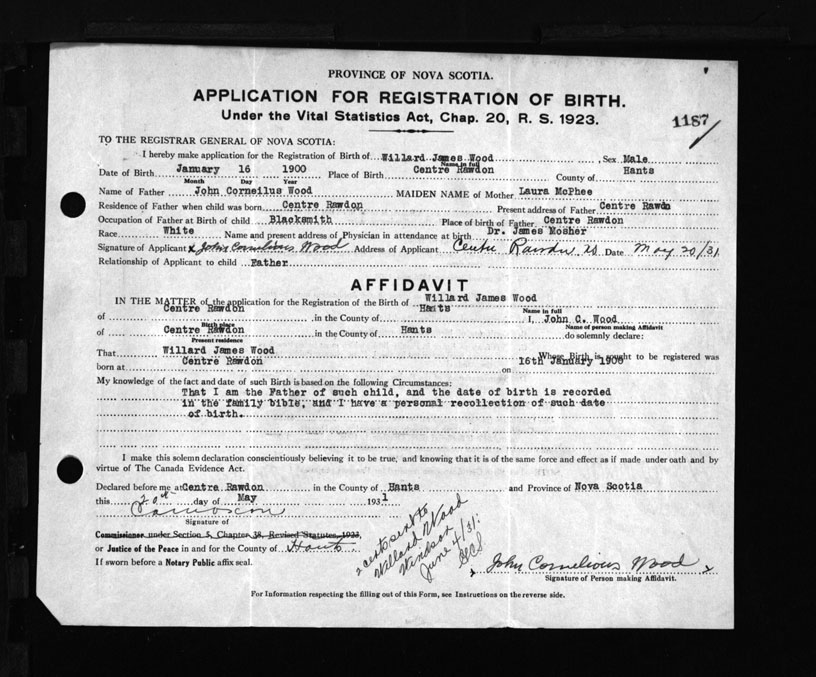 PROVINCE OF NOVA SCOTIA.
APPLICATION FOR REGISTRATION OF BIRTH.
Under the Vital Statistics Act, Chap. 20, R. S. 1923.
1187
TO THE REGISTRAR GENERAL OF NOVA SCOTIA:
I hereby make application for the Registration of Birth of Willard James Wood, Sex Male
Name in full
Date of Birth January 16 1900 Place of Birth Centre Rawdon County of Hants
Month Day Year
Name of Father John Corneilus Wood MAIDEN NAME of Mother Laura McPhee
Residence of Father when child was born, Centre Rawdon Present address of Father Centre Rawdn
Occupation of Father at Birth of child Blacksmith Place of birth of Father Centre Rawdon
Race White Name and present address of Physician in attendance at birth Dr. James Mosher
Signature of Applicant x John Cornelious Wood Address of Applicant Centre Rawdn Date May 20/31
Relationship of Applicant to child Father
AFFIDAVIT
IN THE MATTER of the application for the Registration of the Birth of Willard James Wood
Name in full
of Centre Rawdon in the County of Hants I, John C. Wood
Birth place Name of person making Affidavit
of Centre Rawdon in the County of Hants do solemnly declare:
Present residence
That Willard James Wood Whose Birth is sought to be registered was
born at Centre Rawdon on 16th January 1900
My knowledge of the fact and date of such Birth is based on the following Circumstances:
That I am the Father of such child, and the date of birth is recorded
in the family bible, and I have a personal recollection of such date
of birth.
I make this solemn declaration conscientiously believing it to be true, and knowing that it is of the same force and effect as if made under oath and by
virtue of The Canada Evidence Act.
Declared before me at Centre Rawdon in the County of Hants and Province of Nova Scotia
this 20th day of May 1931
Signature of
Commissioner under Section 5, Chapter 38, Revised Statutes, 1923,
or Justice of the Peace in and for the County of Hants
If sworn before a Notary Public affix seal.
2 certs sent to
Willard Wood
Windsor
June 4/31.
x John Cornelious Wood x
Signature of Person making Affidavit.
For Information respecting the filling out of this Form, see Instructions on the reverse side.